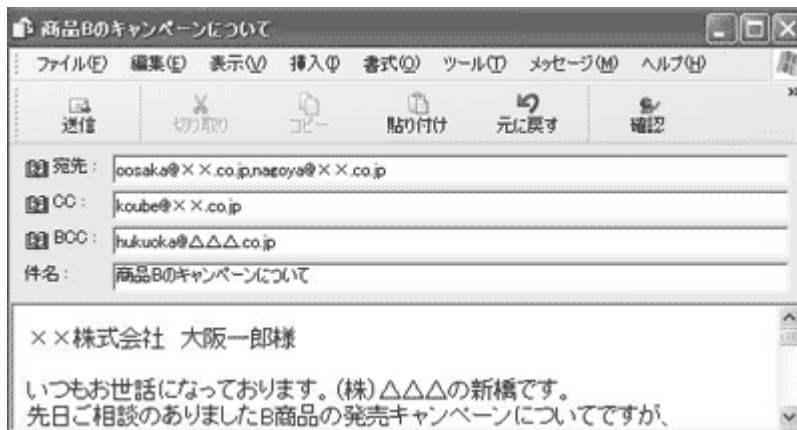 商品Bのキャンペーンについて
ファイル(F) 編集(E) 表示(V) 挿入(I) 書式(O) ツール(T) メッセージ(M) ヘルプ(H)
送信 切り取り コピー 貼り付け 元に戻す 確認 »
宛先: oosaka@××.co.jp,nagoya@××.co.jp
CC: koube@××.co.jp
BCC: hukuoka@△△△.co.jp
件名: 商品Bのキャンペーンについて
××株式会社 大阪一郎様
いつもお世話になっております。(株)△△△の新橋です。
先日ご相談のありましたB商品の発売キャンペーンについてですが、